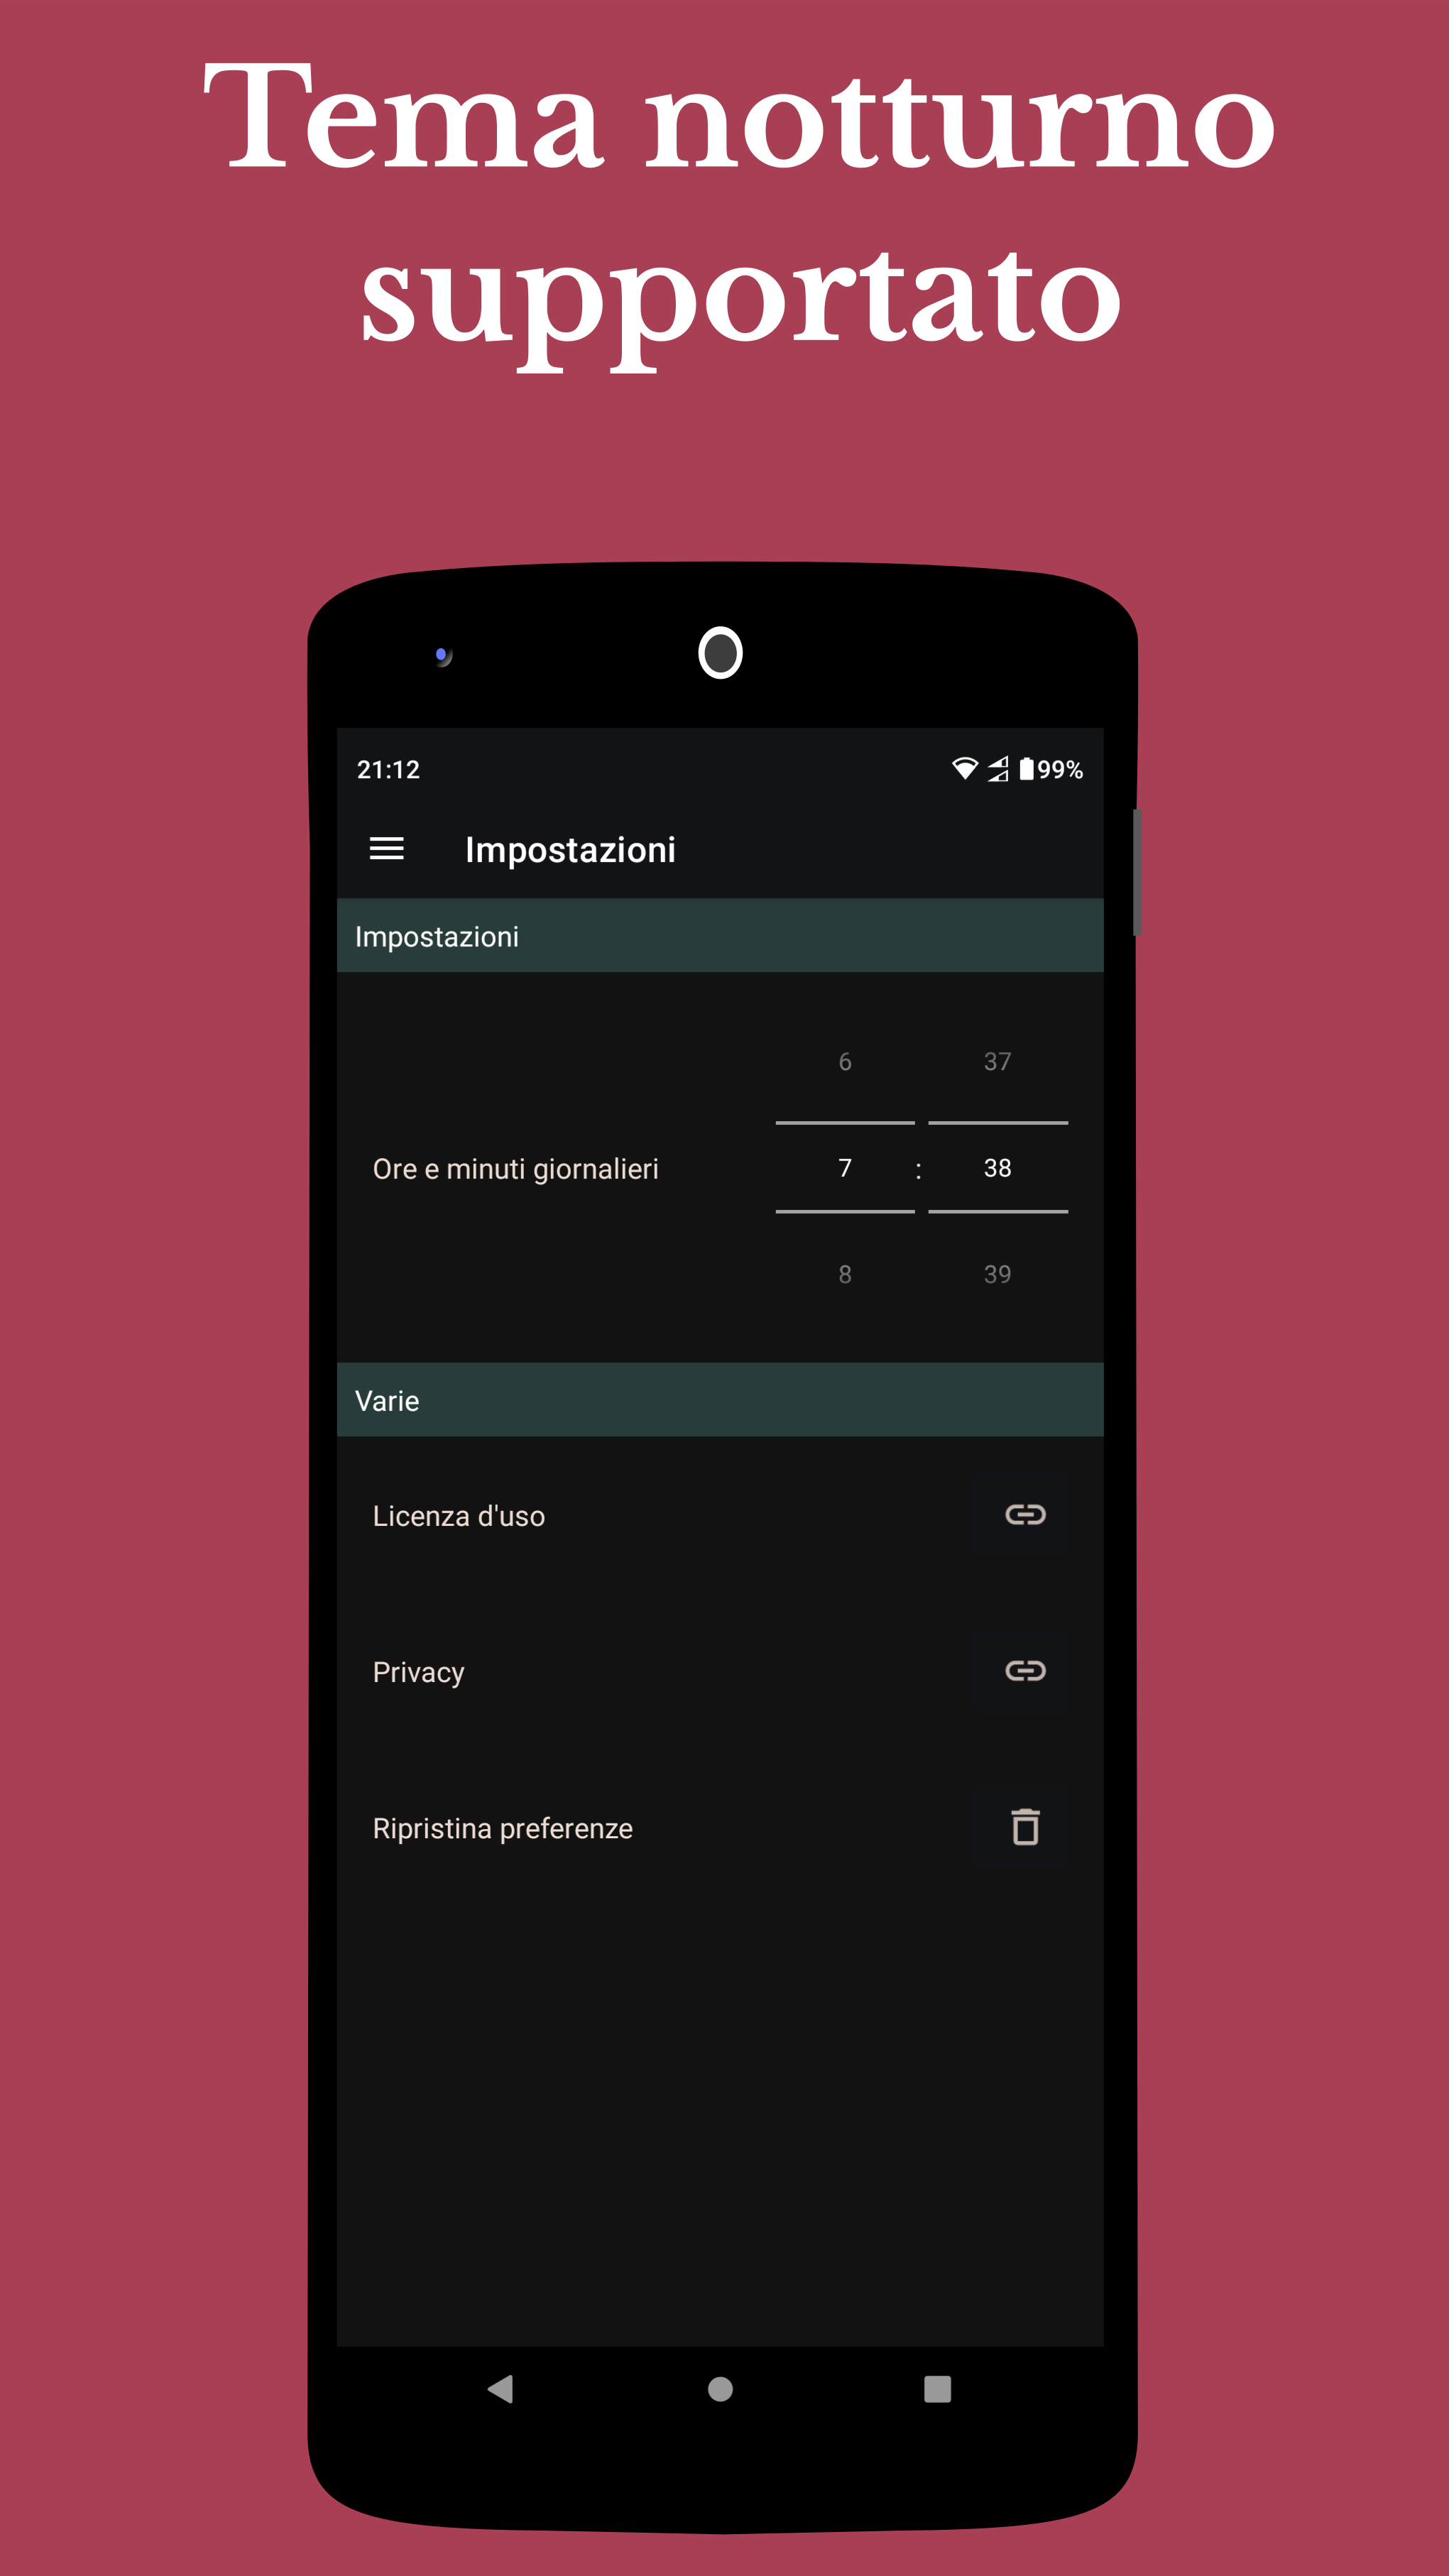 Tema notturno
supportato
21:12 99%
Impostazioni
Impostazioni
6 37
Ore e minuti giornalieri 7 : 38
8 39
Varie
Licenza d'uso
Privacy
Ripristina preferenze